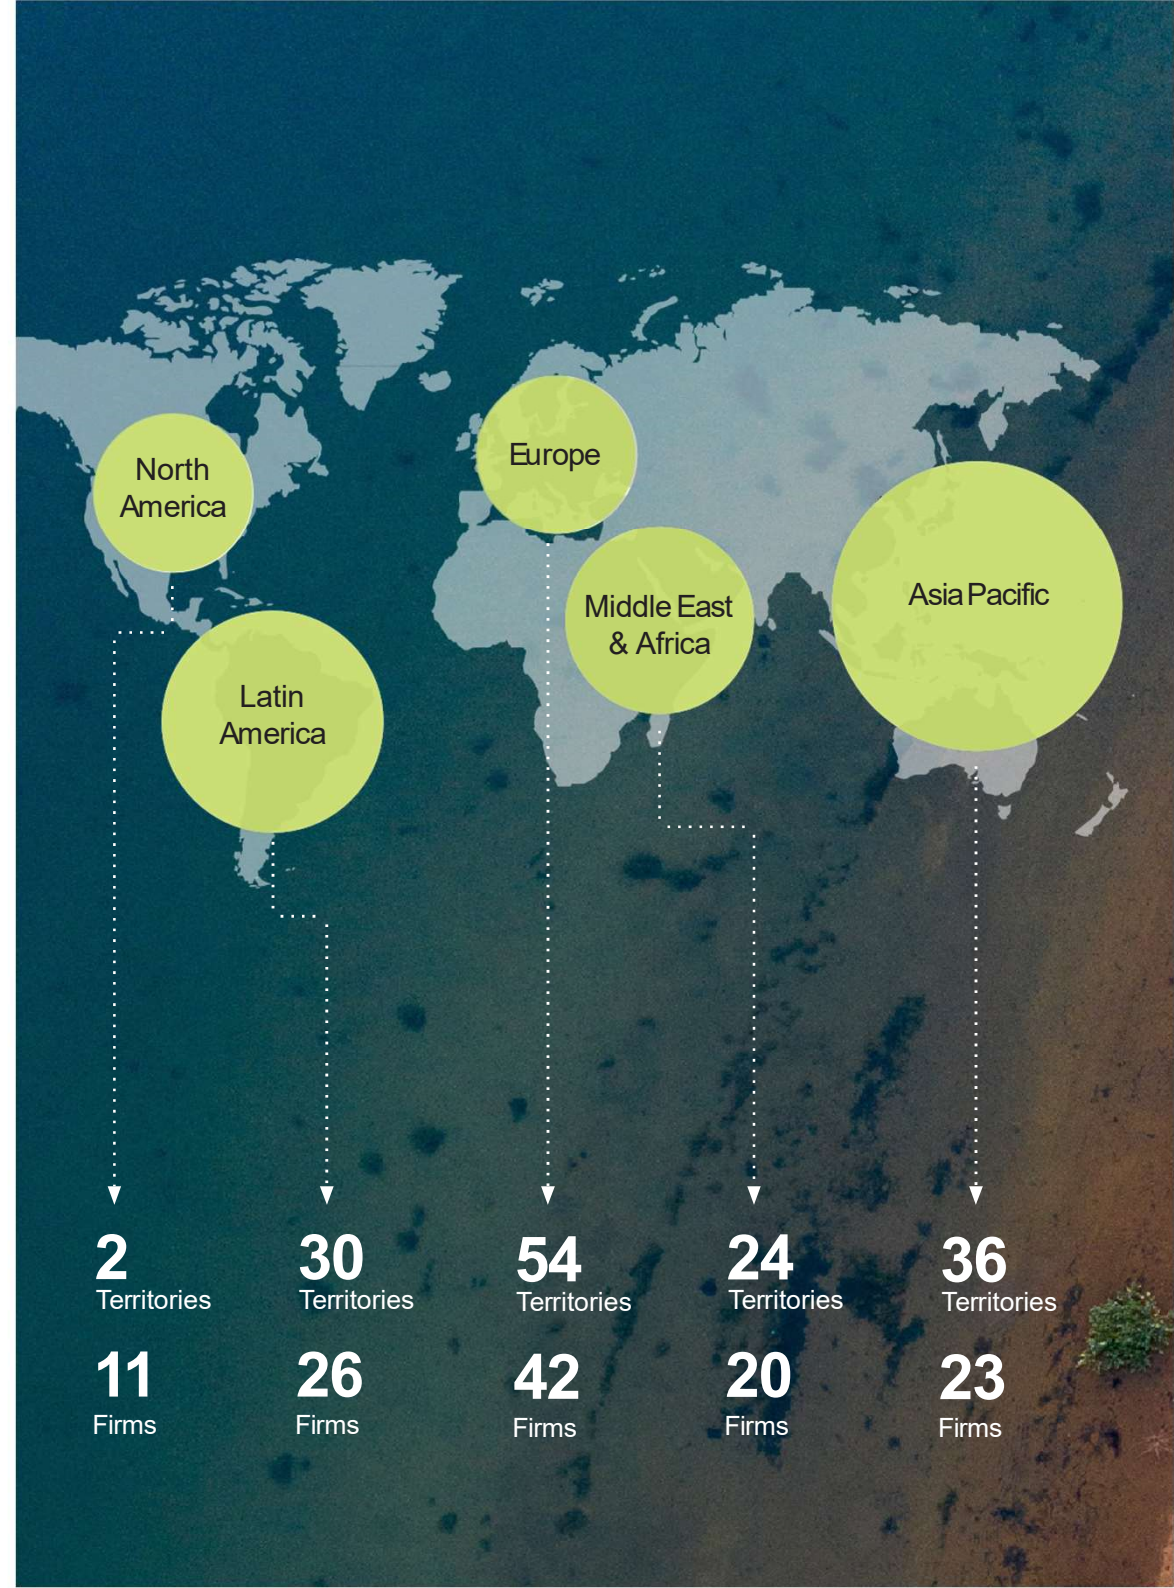 North
America
Europe
Middle East
& Africa
Asia Pacific
Latin
America
2
Territories
11
Firms
30
Territories
26
Firms
54
Territories
42
Firms
24
Territories
20
Firms
36
Territories
23
Firms